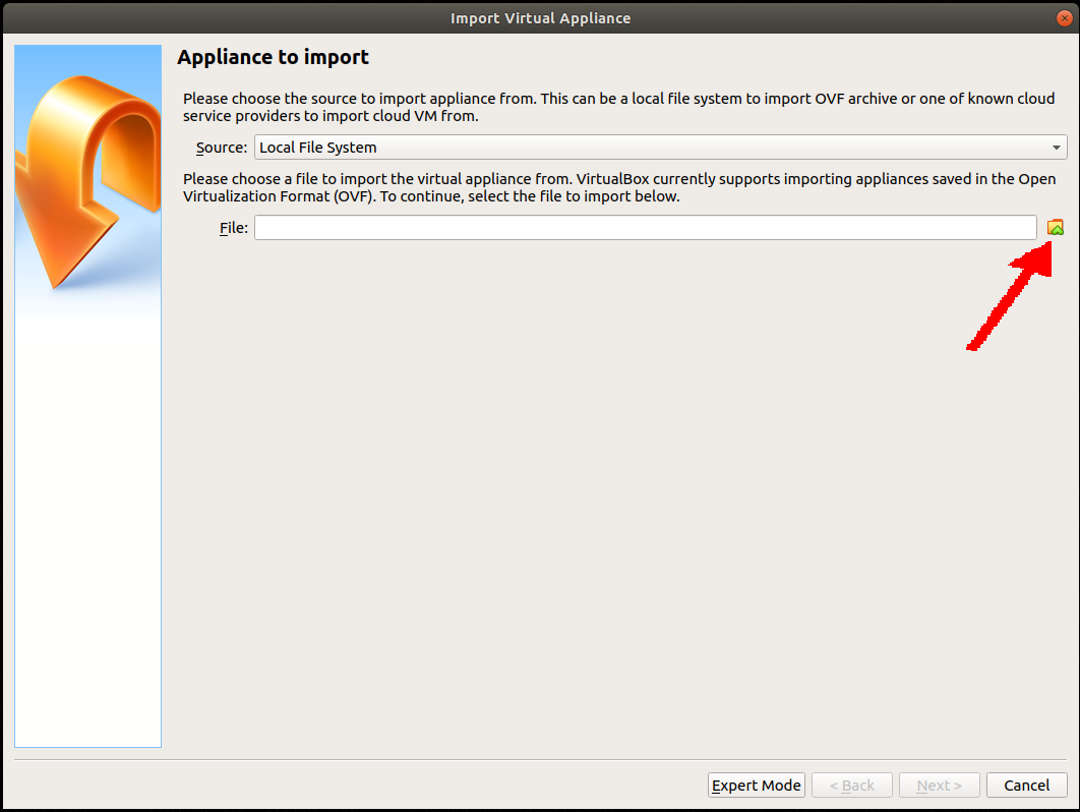 Import Virtual Appliance
Appliance to import
Please choose the source to import appliance from. This can be a local file system to import OVF archive or one of known cloud
service providers to import cloud VM from.
Source: Local File System
Please choose a file to import the virtual appliance from. VirtualBox currently supports importing appliances saved in the Open
Virtualization Format (OVF). To continue, select the file to import below.
File:
Expert Mode < Back Next > Cancel